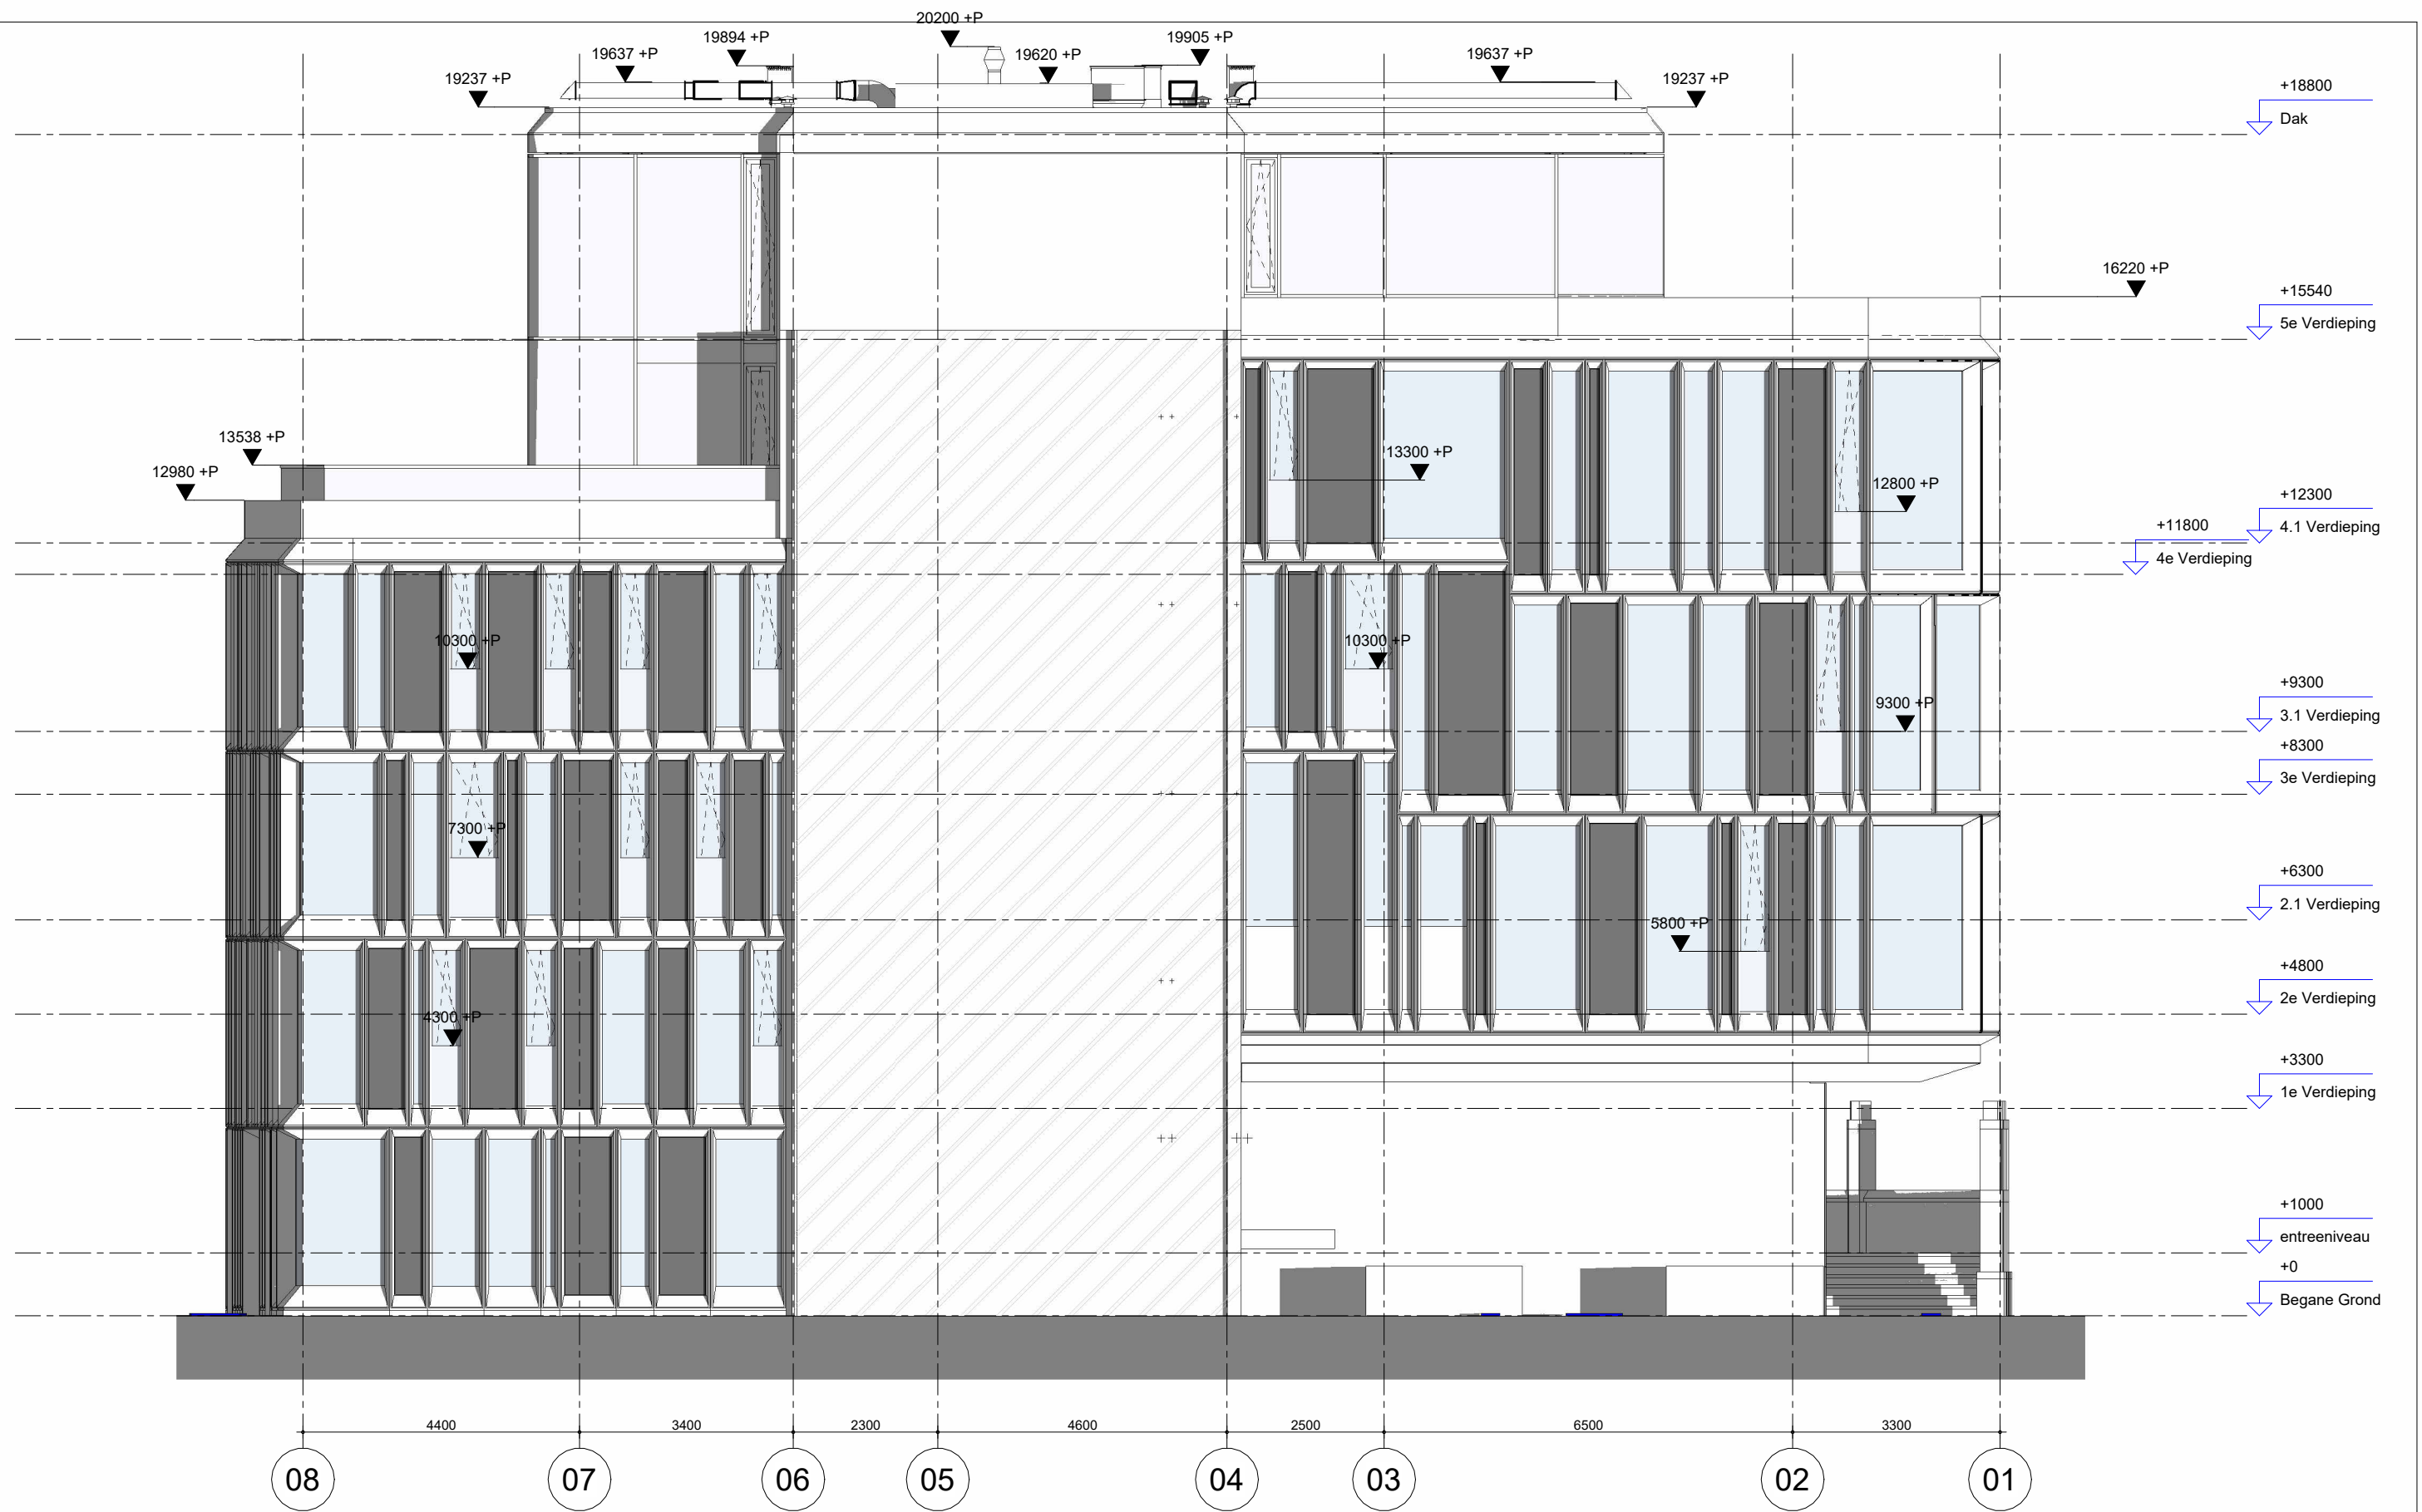 20200 +P
19894 +P
19905 +P
19637 +P
19620 +P
19637 +P
19237 +P
19237 +P
+18800
Dak
16220 +P
+15540
5e Verdieping
13538 +P
13300 +P
12980 +P
12800 +P
+12300
4.1 Verdieping
+11800
4e Verdieping
10300 +P
10300 +P
+9300
9300 +P
3.1 Verdieping
+8300
3e Verdieping
7300 +P
+6300
2.1 Verdieping
5800 +P
+4800
2e Verdieping
4300 +P
+3300
1e Verdieping
+1000
entreeniveau
+0
Begane Grond
4400 3400 2300 4600 2500 6500 3300
08 07 06 05 04 03 02 01